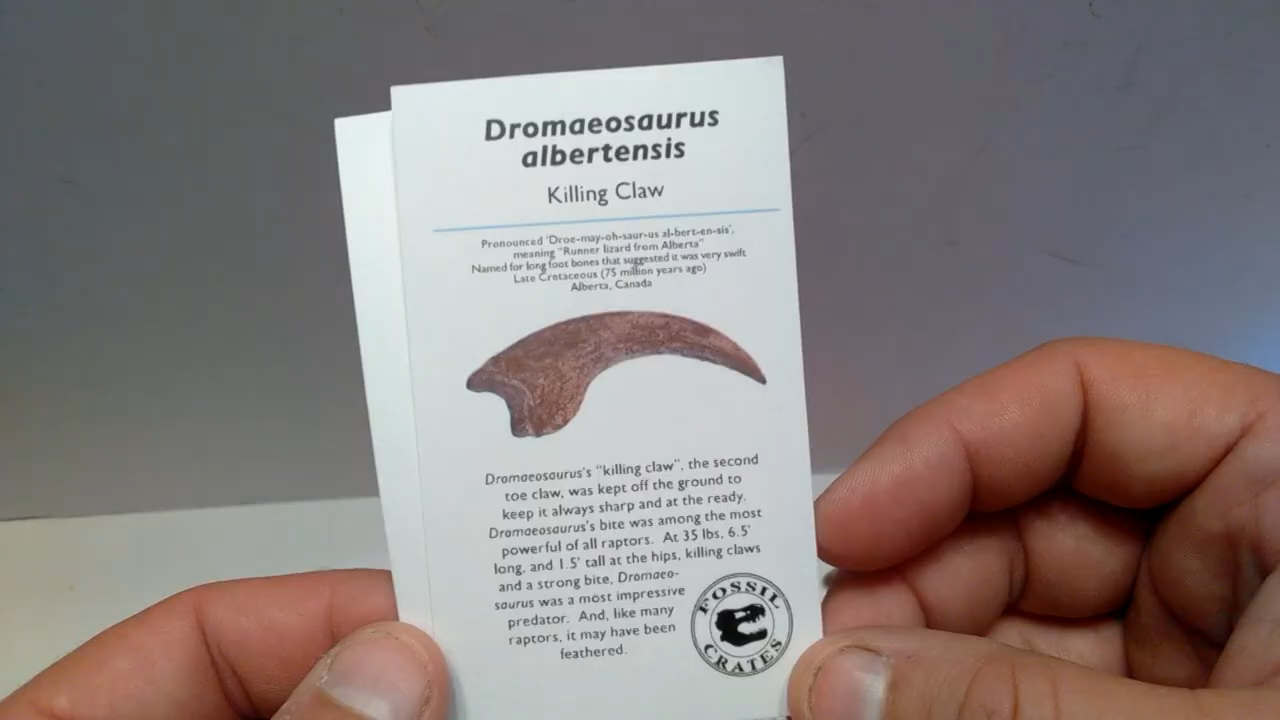 Dromaeosaurus
albertensis
Killing Claw
Pronounced 'Droe-may-oh-saur-us al-bert-en-sis',
meaning "Runner lizard from Alberta"
Named for long foot bones that suggested it was very swift
Late Cretaceous (75 million years ago)
Alberta, Canada
Dromaeosaurus's "killing claw", the second
toe claw, was kept off the ground to
keep it always sharp and at the ready.
Dromaeosaurus's bite was among the most
powerful of all raptors. At 35 lbs, 6.5'
long, and 1.5' tall at the hips, killing claws
and a strong bite, Dromaeo-
saurus was a most impressive
predator. And, like many
raptors, it may have been
feathered.
FOSSIL
CRATES